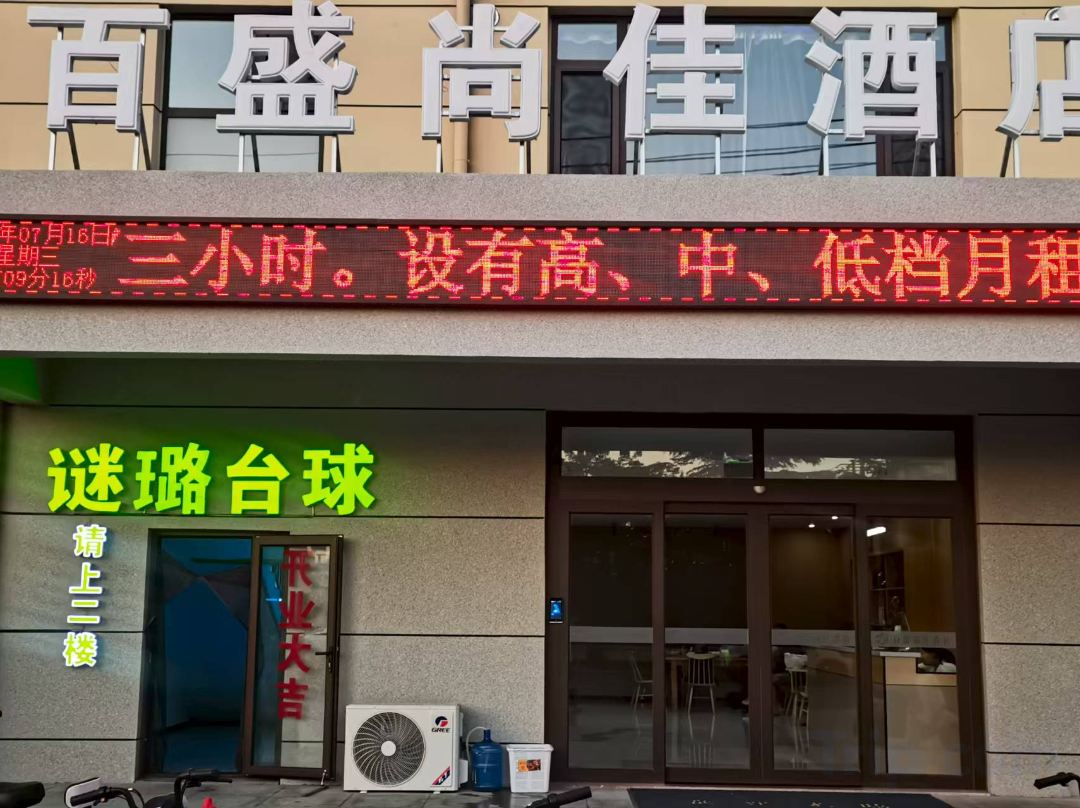 百盛尚佳酒店
年07月16日
星期三
09分16秒
三小时。设有高、中、低档月租
谜璐台球
请上二楼
开业大吉
GREE